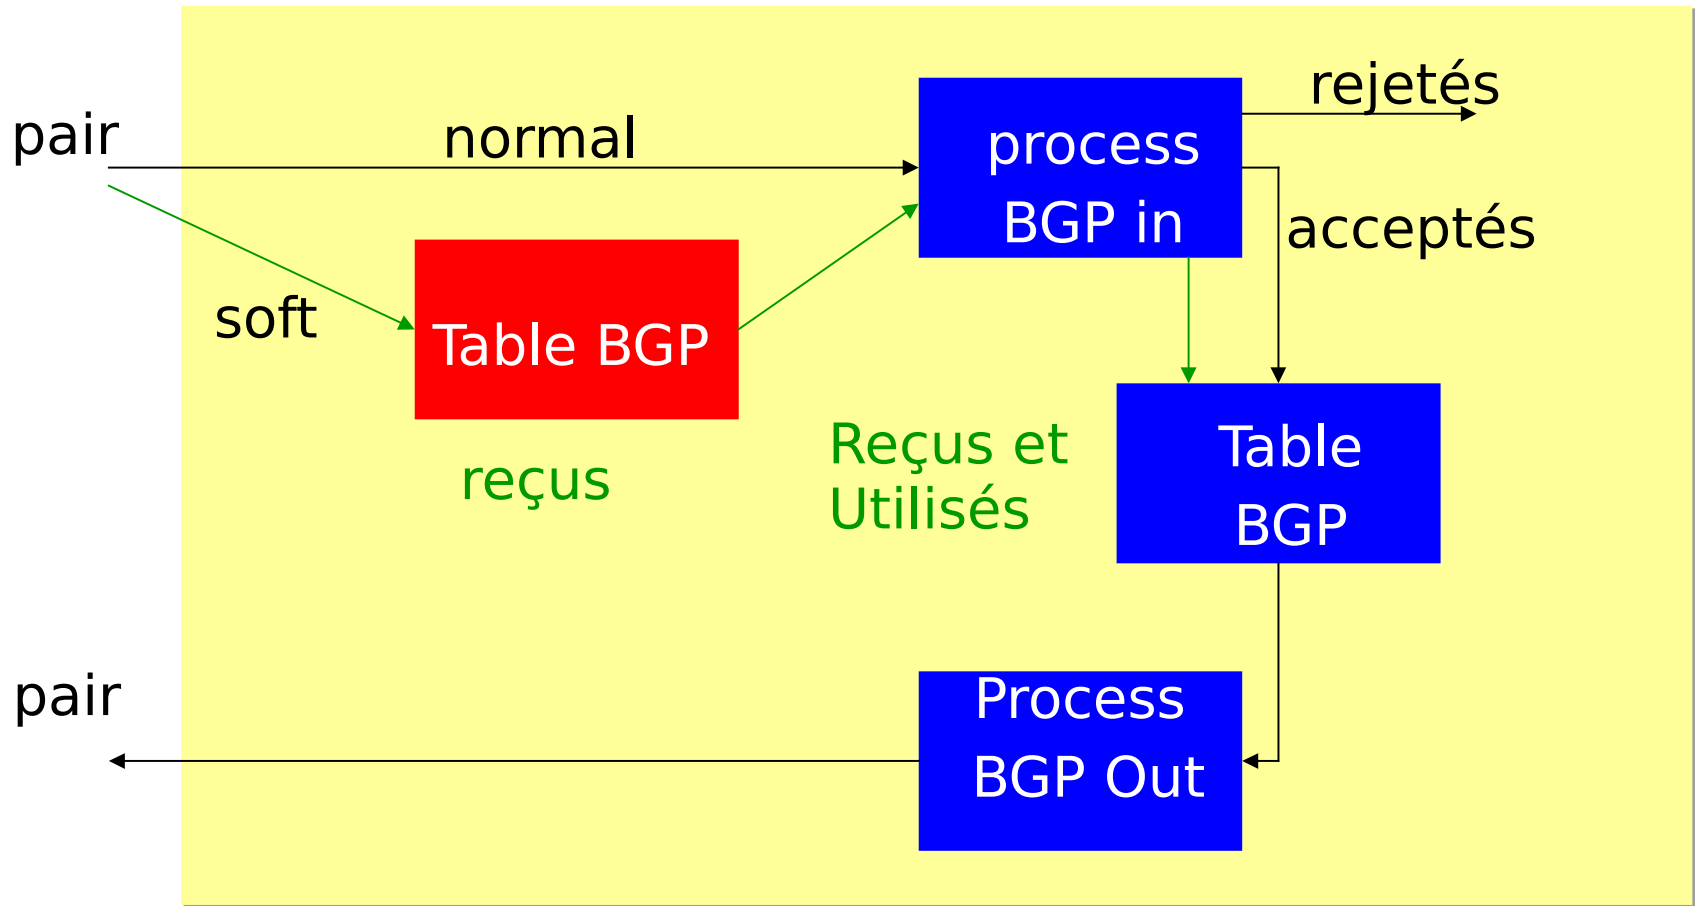 rejetés
pair
normal
process
BGP in
acceptés
soft
Table BGP
reçus
Reçus et
Utilisés
Table
BGP
pair
Process
BGP Out